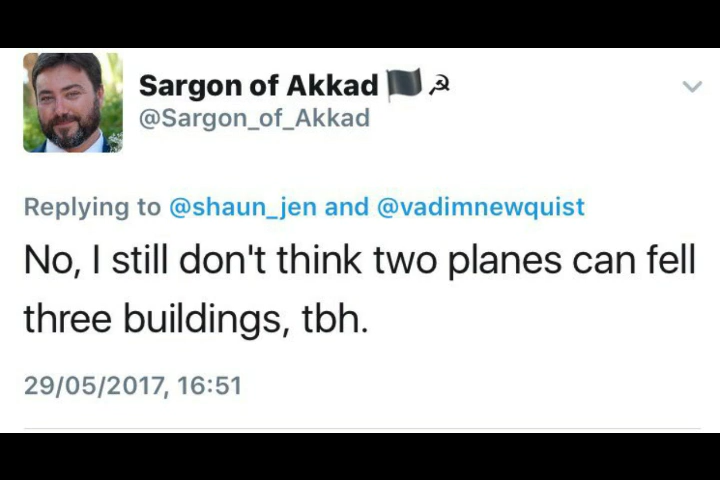 Sargon of Akkad 🏴☭
@Sargon_of_Akkad
Replying to @shaun_jen and @vadimnewquist
No, I still don't think two planes can fell
three buildings, tbh.
29/05/2017, 16:51